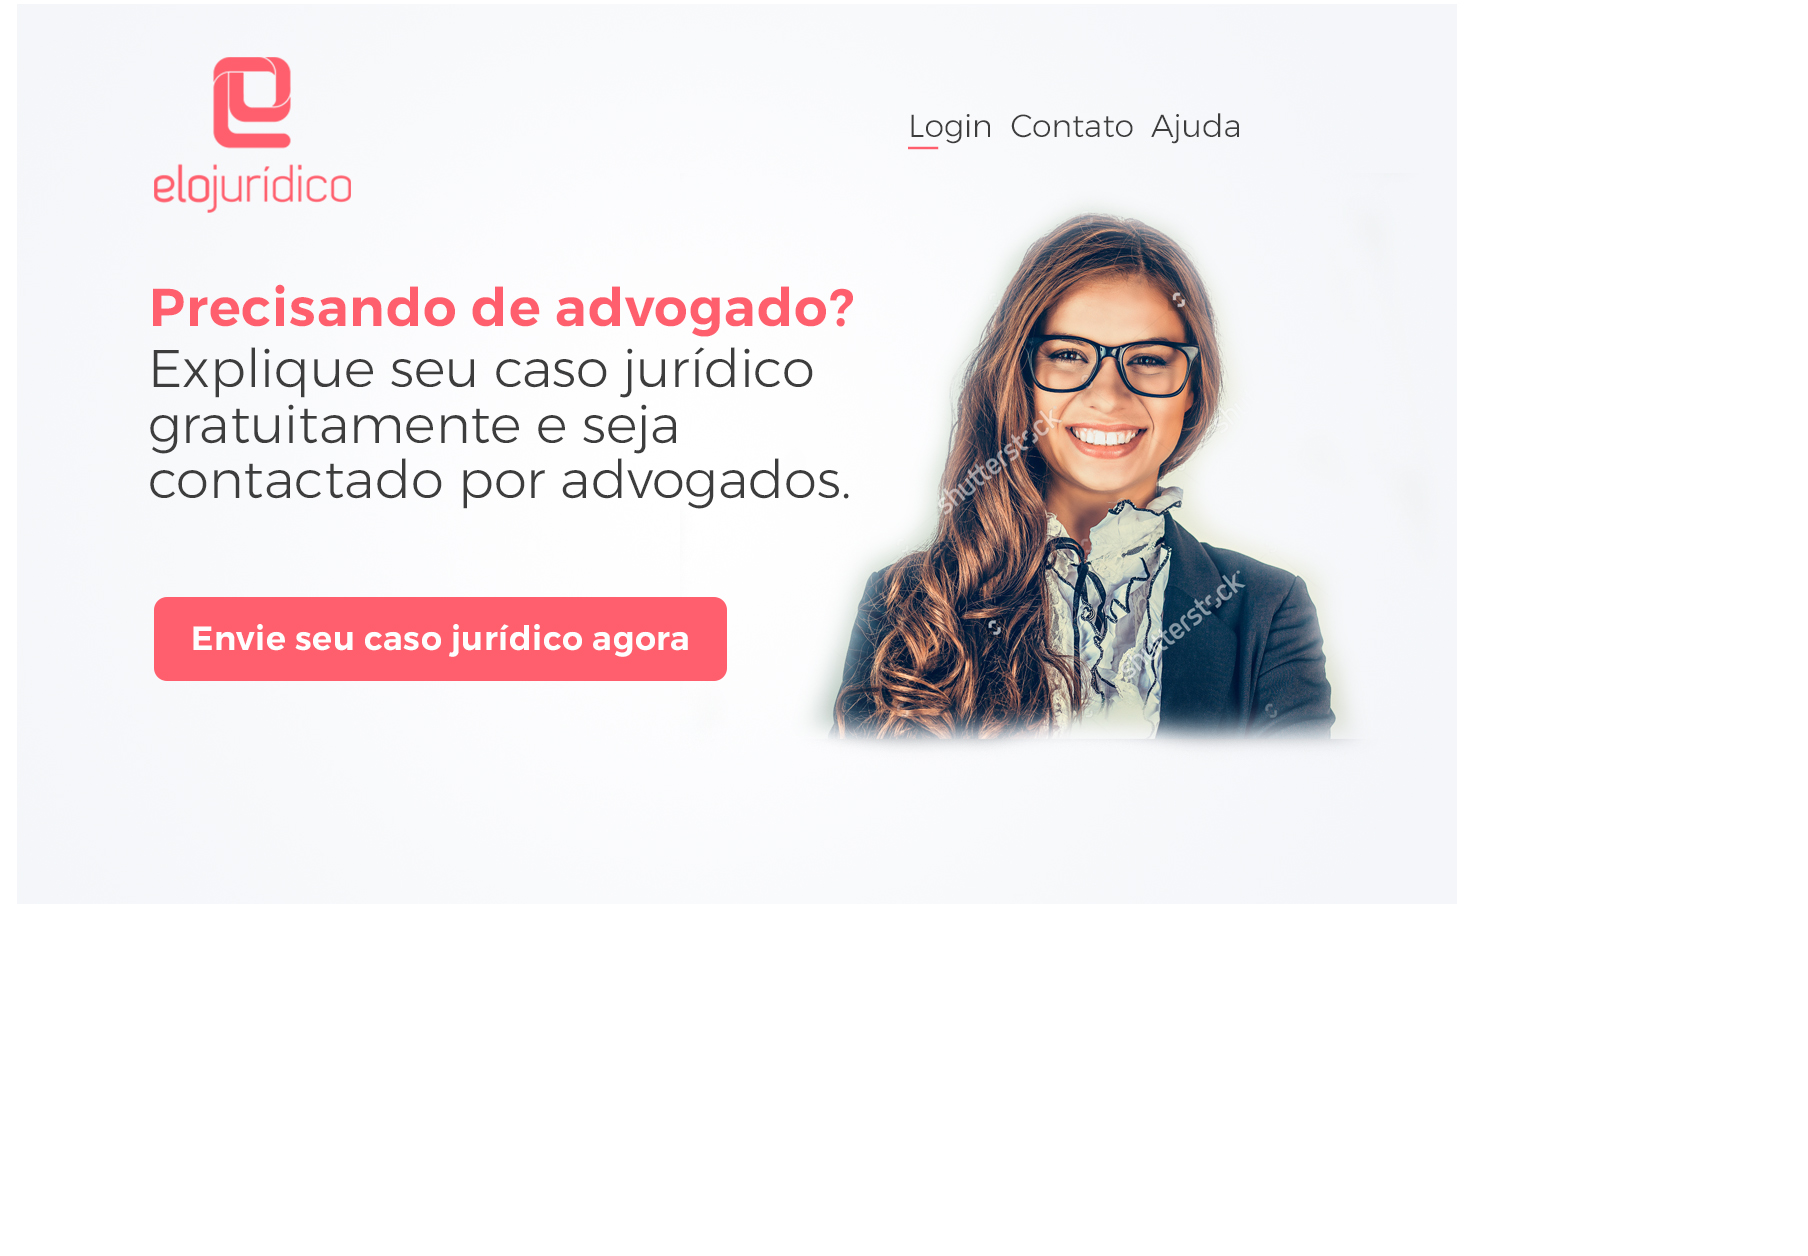 elojurídico
Login Contato Ajuda
Precisando de advogado?
Explique seu caso jurídico
gratuitamente e seja
contactado por advogados.
Envie seu caso jurídico agora
shutterstock
shutterstock